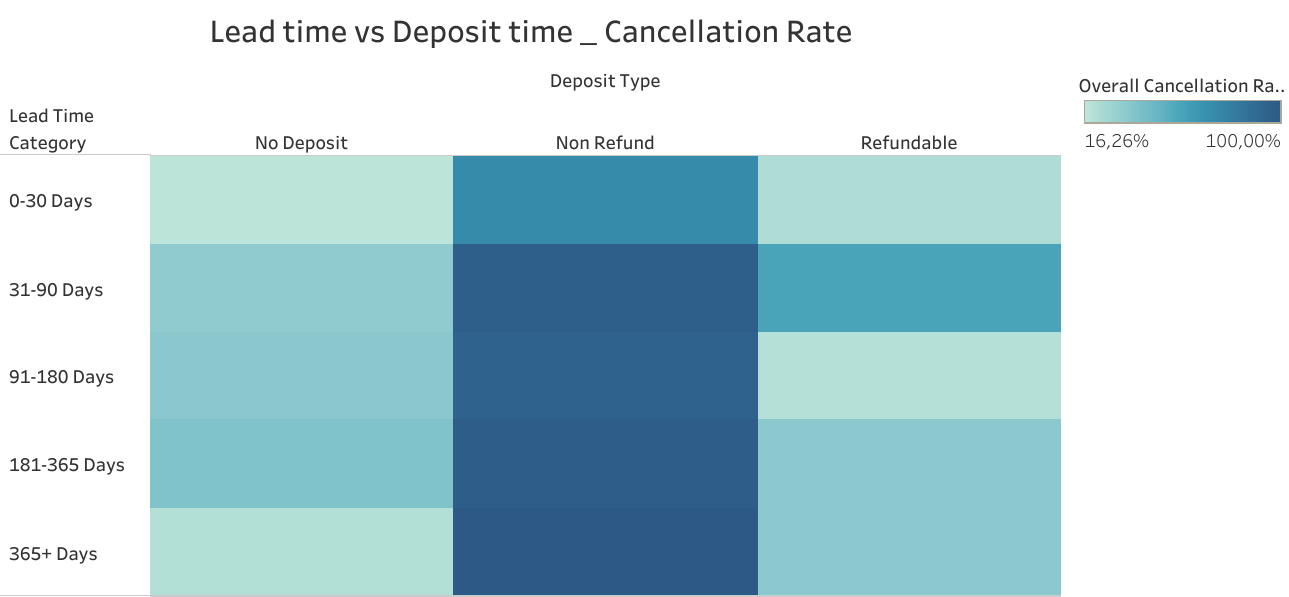 Lead time vs Deposit time _ Cancellation Rate
Deposit Type
Overall Cancellation Ra..
Lead Time
Category
No Deposit
Non Refund
Refundable
16,26%
100,00%
0-30 Days
31-90 Days
91-180 Days
181-365 Days
365+ Days